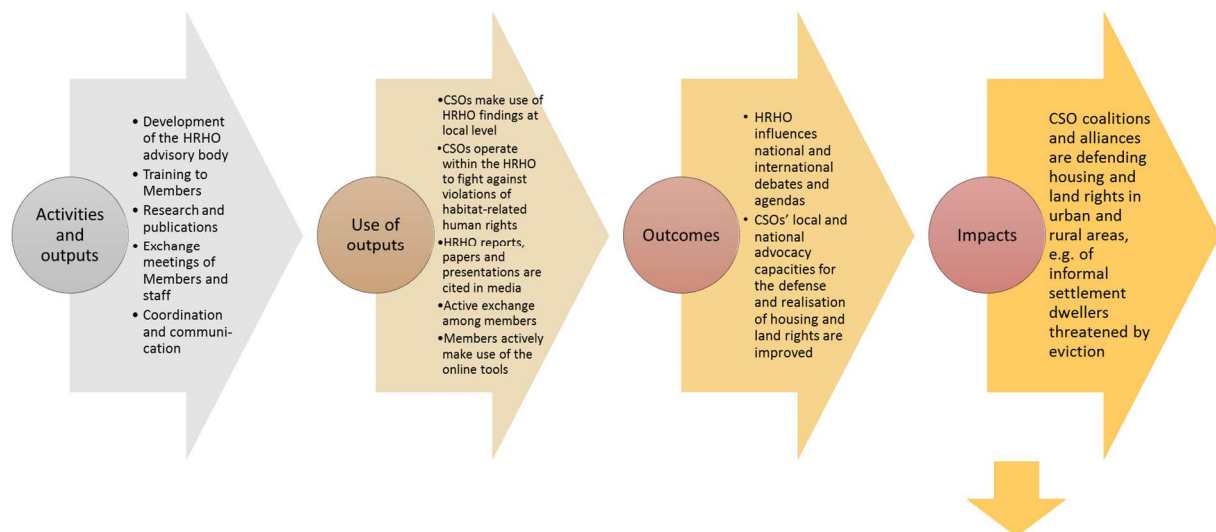 Activities
and
outputs
• Development
of the HRHO
advisory body
• Training to
Members
• Research and
publications
• Exchange
meetings of
Members and
staff
• Coordination
and communi-
cation
Use of
outputs
•CSOs make use of
HRHO findings at
local level
•CSOs operate within
the HRHO to fight
against violations of
habitat-related
human rights
•HRHO reports,
papers and
presentations are
cited in media
•Active exchange
among members
•Members actively
make use of the
online tools
Outcomes
• HRHO
influences
national and
international
debates and
agendas
• CSOs’ local and
national
advocacy
capacities for
the defense
and realisation
of housing and
land rights are
improved
Impacts
CSO coalitions
and alliances
are defending
housing and
land rights in
urban and
rural areas,
e.g. of
informal
settlement
dwellers
threatened by
eviction